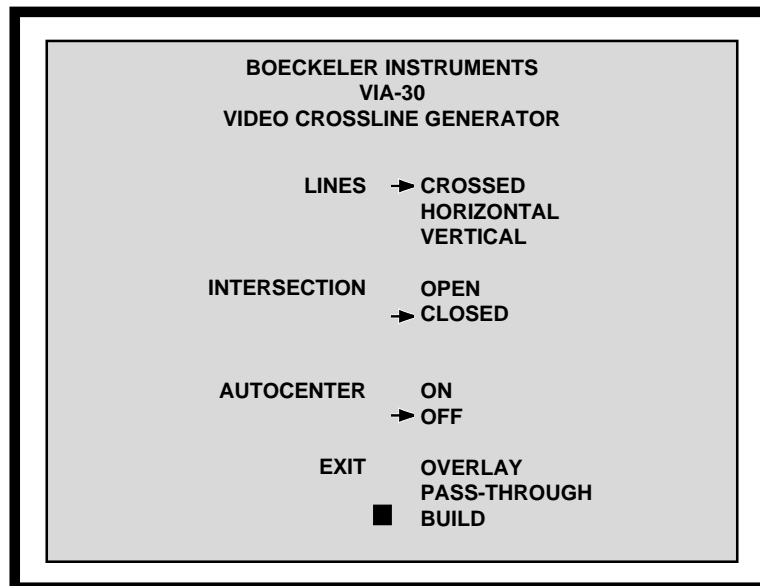 BOECKELER INSTRUMENTS
VIA-30
VIDEO CROSSLINE GENERATOR
LINES CROSSED
HORIZONTAL
VERTICAL
INTERSECTION OPEN
CLOSED
AUTOCENTER ON
OFF
EXIT OVERLAY
PASS-THROUGH
BUILD